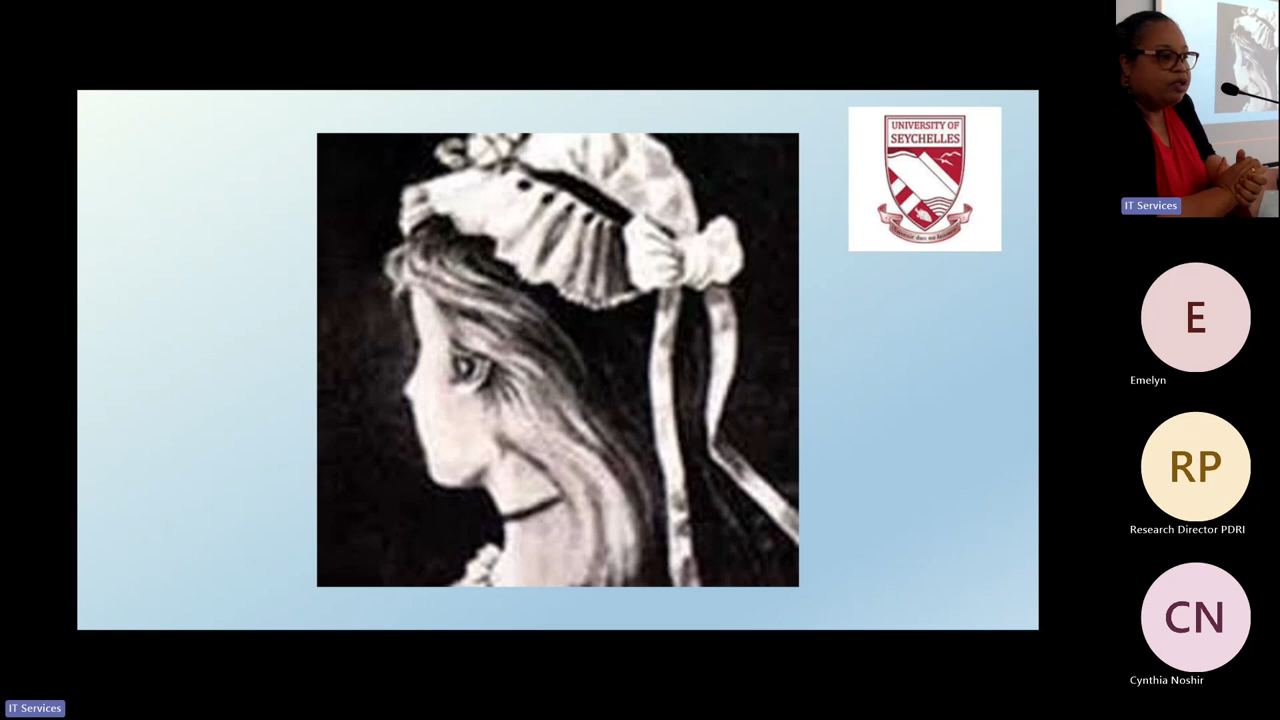 UNIVERSITY OF
SEYCHELLES
IT Services
E
Emelyn
RP
Research Director PDRI
CN
Cynthia Noshir
IT Services